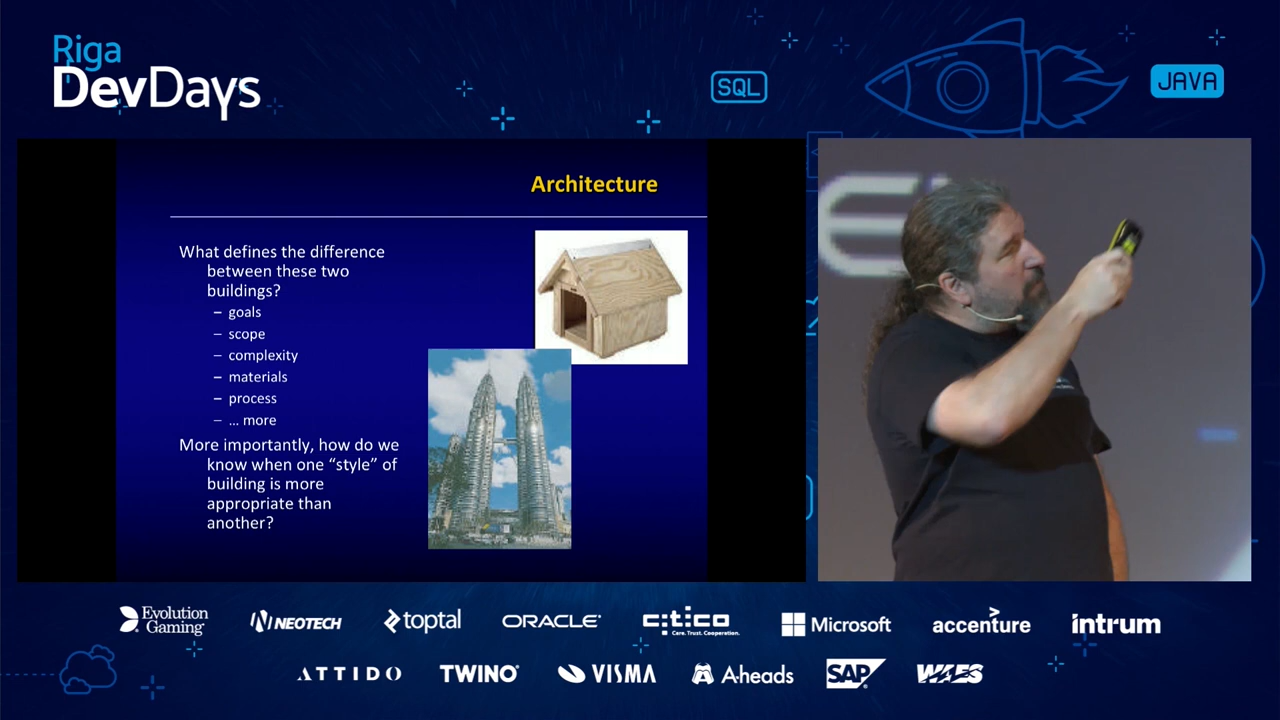 Riga
DevDays
SQL
JAVA
Architecture
What defines the difference
between these two
buildings?
– goals
– scope
– complexity
– materials
– process
– … more
More importantly, how do we
know when one “style” of
building is more
appropriate than
another?
Evolution
Gaming
NEOTECH
toptal
ORACLE
citico
Care. Trust. Cooperation.
Microsoft
accenture
intrum
ATTIDO
TWINO
VISMA
A-heads
SAP
WAES